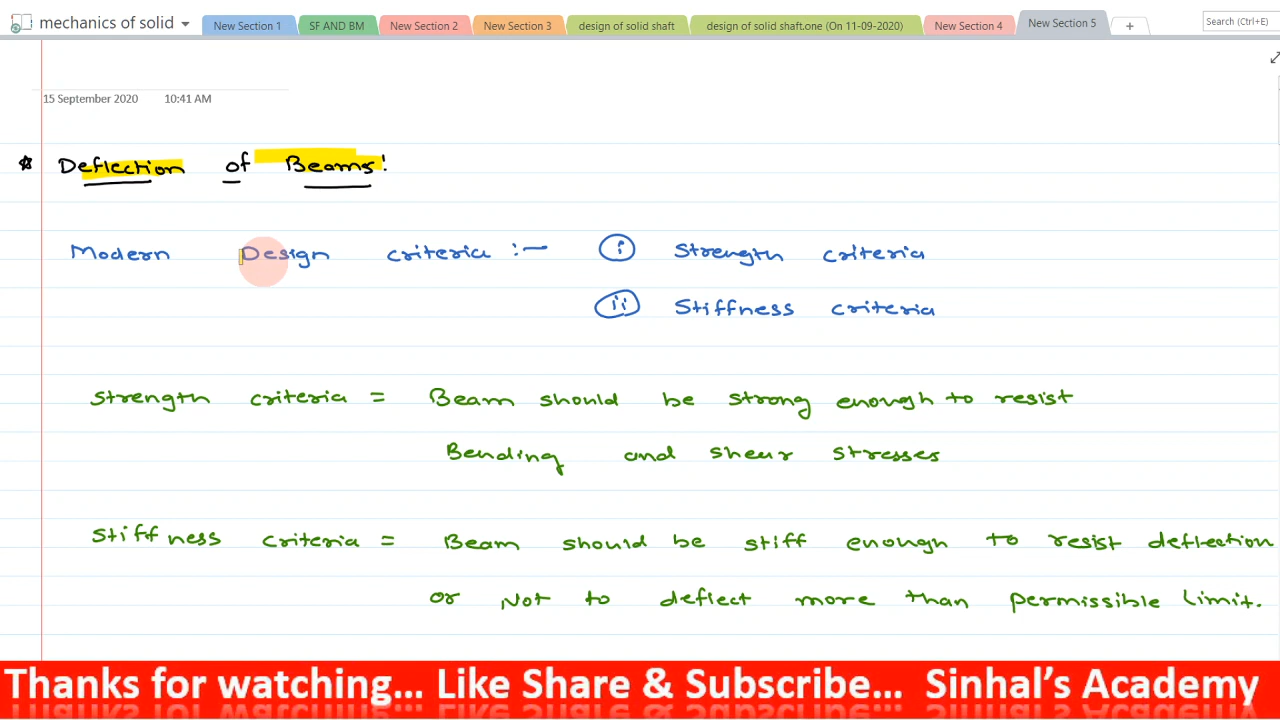 mechanics of solid
New Section 1 SF AND BM New Section 2 New Section 3 design of solid shaft design of solid shaft.one (On 11-09-2020) New Section 4 New Section 5 + Search (Ctrl+E)
15 September 2020 10:41 AM
Deflection of Beams:
Modern Design criteria :- (i) Strength criteria
(ii) Stiffness criteria
Strength criteria = Beam should be strong enough to resist
Bending and shear stresses
Stiffness criteria = Beam should be stiff enough to resist deflection
or Not to deflect more than permissible limit.
Thanks for watching... Like Share & Subscribe... Sinhal's Academy